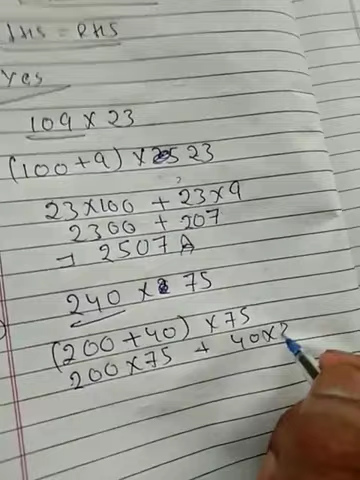 LHS = RHS
Yes
109 × 23
(100 + 9) × 23
23×100 + 23×9
2300 + 207
→ 2507 A
240 × 75
(200 + 40) × 75
200×75 + 40×